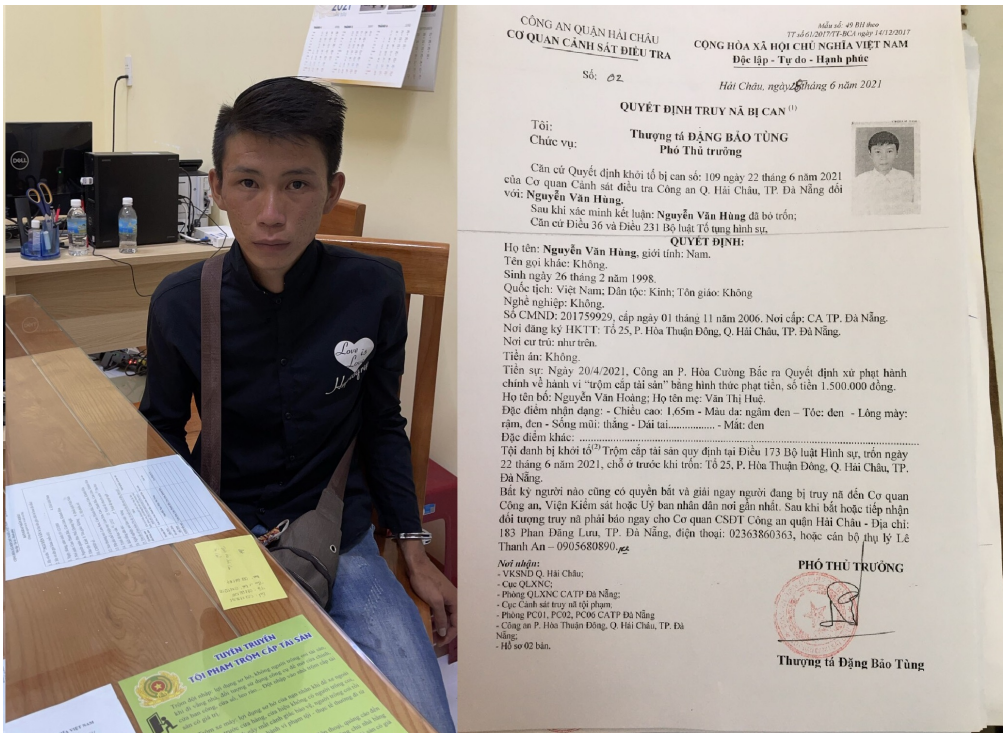 2021
DELL
Love
TUYÊN TRUYỀN
TỘI PHẠM TRỘM CẮP TÀI SẢN
CÔNG AN QUẬN HẢI CHÂU
CƠ QUAN CẢNH SÁT ĐIỀU TRA
Số: 02
Mẫu số: 49 BH theo
TT số 61/2017/TT-BCA ngày 14/12/2017
CỘNG HÒA XÃ HỘI CHỦ NGHĨA VIỆT NAM
Độc lập - Tự do - Hạnh phúc
Hải Châu, ngày tháng 6 năm 2021
QUYẾT ĐỊNH TRUY NÃ BỊ CAN (1)
Tôi: Thượng tá ĐẶNG BẢO TÙNG
Chức vụ: Phó Thủ trưởng
Căn cứ Quyết định khởi tố bị can số: 109 ngày 22 tháng 6 năm 2021
của Cơ quan Cảnh sát điều tra Công an Q. Hải Châu, TP. Đà Nẵng đối
với: Nguyễn Văn Hùng.
Sau khi xác minh kết luận: Nguyễn Văn Hùng đã bỏ trốn;
Căn cứ Điều 36 và Điều 231 Bộ luật Tố tụng hình sự,
QUYẾT ĐỊNH:
Họ tên: Nguyễn Văn Hùng, giới tính: Nam.
Tên gọi khác: Không.
Sinh ngày 26 tháng 2 năm 1998.
Quốc tịch: Việt Nam; Dân tộc: Kinh; Tôn giáo: Không
Nghề nghiệp: Không.
Số CMND: 201759929, cấp ngày 01 tháng 11 năm 2006. Nơi cấp: CA TP. Đà Nẵng.
Nơi đăng ký HKTT: Tổ 25, P. Hòa Thuận Đông, Q. Hải Châu, TP. Đà Nẵng.
Nơi cư trú: như trên.
Tiền án: Không.
Tiền sự: Ngày 20/4/2021, Công an P. Hòa Cường Bắc ra Quyết định xử phạt hành
chính về hành vi “trộm cắp tài sản” bằng hình thức phạt tiền, số tiền 1.500.000 đồng.
Họ tên bố: Nguyễn Văn Hoàng; Họ tên mẹ: Văn Thị Huệ.
Đặc điểm nhận dạng: - Chiều cao: 1,65m - Màu da: ngâm đen – Tóc: đen - Lông mày:
rậm, đen - Sống mũi: thẳng - Dái tai................. - Mắt: đen
Đặc điểm khác: ................................................................
Tội danh bị khởi tố(2) Trộm cắp tài sản quy định tại Điều 173 Bộ luật Hình sự, trốn ngày
22 tháng 6 năm 2021, chỗ ở trước khi trốn: Tổ 25, P. Hòa Thuận Đông, Q. Hải Châu, TP.
Đà Nẵng.
Bất kỳ người nào cũng có quyền bắt và giải ngay người đang bị truy nã đến Cơ quan
Công an, Viện Kiểm sát hoặc Uỷ ban nhân dân nơi gần nhất. Sau khi bắt hoặc tiếp nhận
đối tượng truy nã phải báo ngay cho Cơ quan CSĐT Công an quận Hải Châu - Địa chỉ:
183 Phan Đăng Lưu, TP. Đà Nẵng, điện thoại: 02363860363, hoặc cán bộ thụ lý Lê
Thanh An – 0905680890.
Nơi nhận:
- VKSND Q. Hải Châu;
- Cục QLXNC;
- Phòng QLXNC CATP Đà Nẵng;
- Cục Cảnh sát truy nã tội phạm;
- Phòng PC01, PC02, PC06 CATP Đà Nẵng
- Công an P. Hòa Thuận Đông, Q. Hải Châu, TP. Đà
Nẵng;
- Hồ sơ 02 bản.
PHÓ THỦ TRƯỞNG
Thượng tá Đặng Bảo Tùng